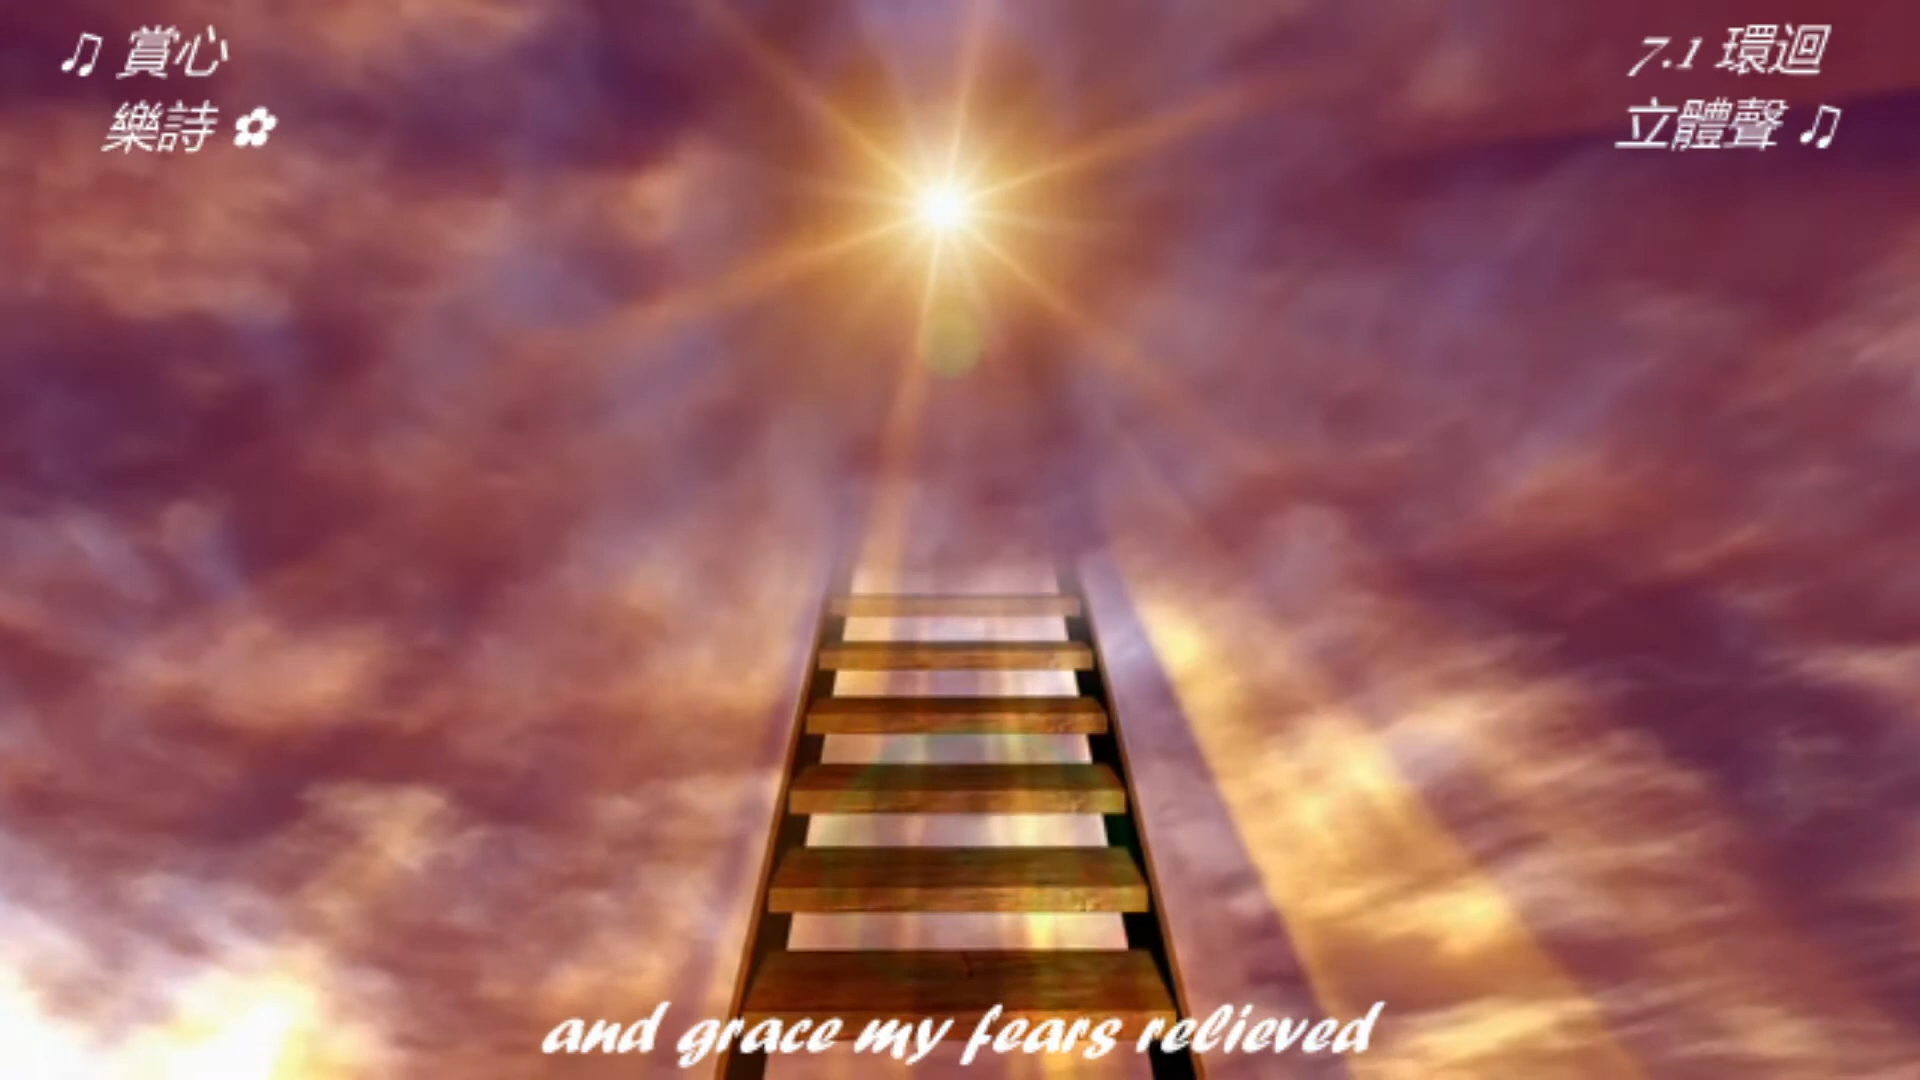 ♫ 賞心
樂詩 ✿
7.1 環迴
立體聲 ♫
and grace my fears relieved